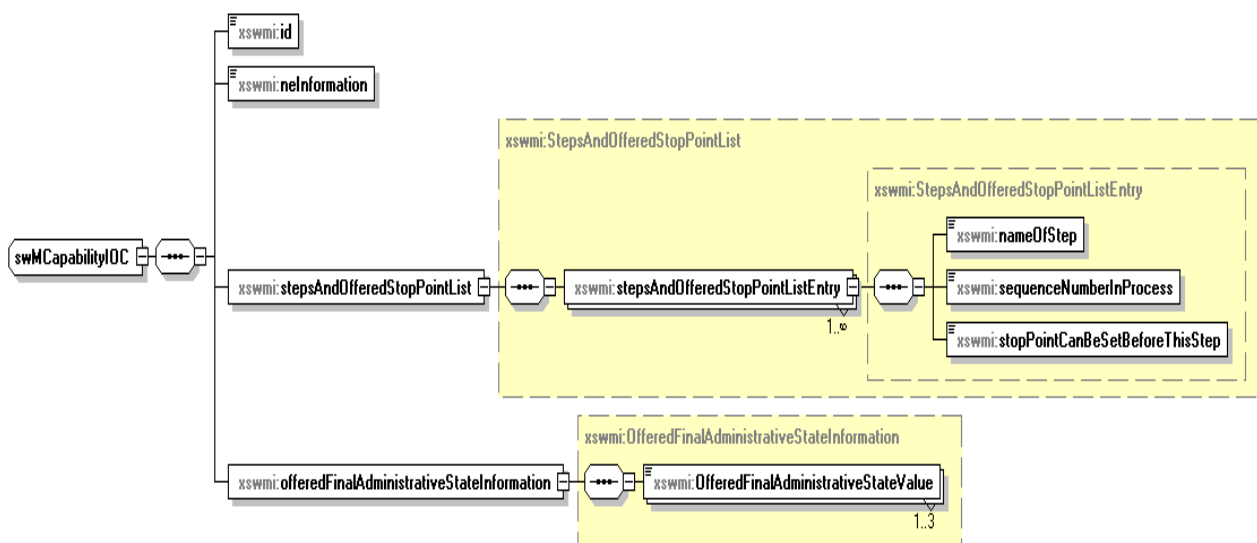 xswmi:id
xswmi:neInformation
xswmi:StepsAndOfferedStopPointList
xswmi:StepsAndOfferedStopPointListEntry
xswmi:nameOfStep
swMCapabilityIOC
xswmi:stepsAndOfferedStopPointList
xswmi:stepsAndOfferedStopPointListEntry
xswmi:sequenceNumberInProcess
1..∞
xswmi:stopPointCanBeSetBeforeThisStep
xswmi:OfferedFinalAdministrativeStateInformation
xswmi:offeredFinalAdministrativeStateInformation
xswmi:OfferedFinalAdministrativeStateValue
1..3